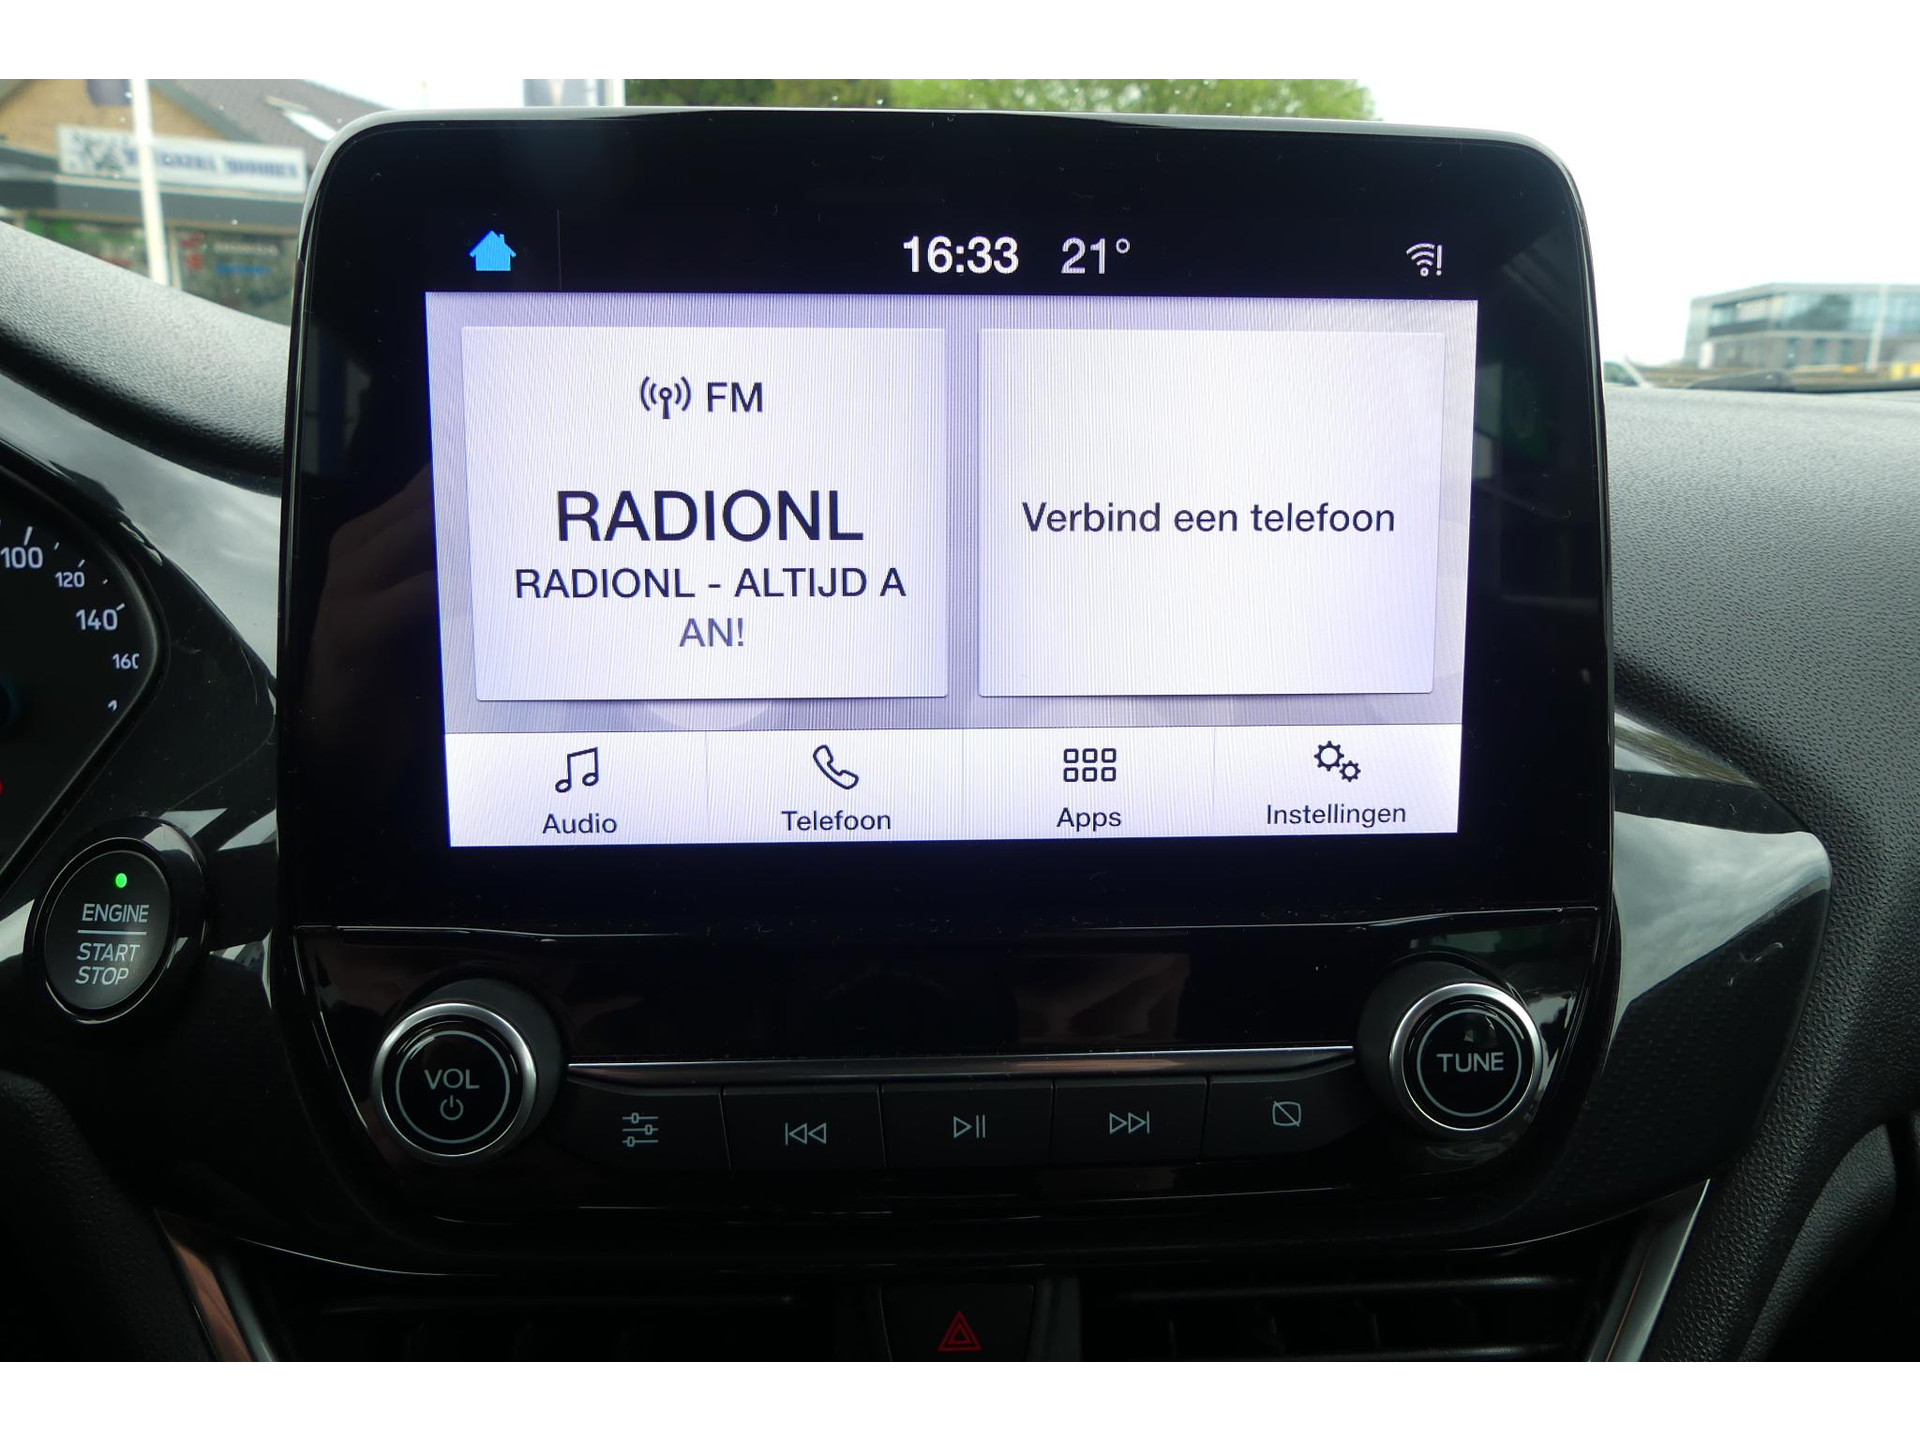 16:33 21°
FM
RADIONL
RADIONL - ALTIJD A
AN!
Verbind een telefoon
Audio
Telefoon
Apps
Instellingen
100
120
140
160
ENGINE
START
STOP
VOL
TUNE